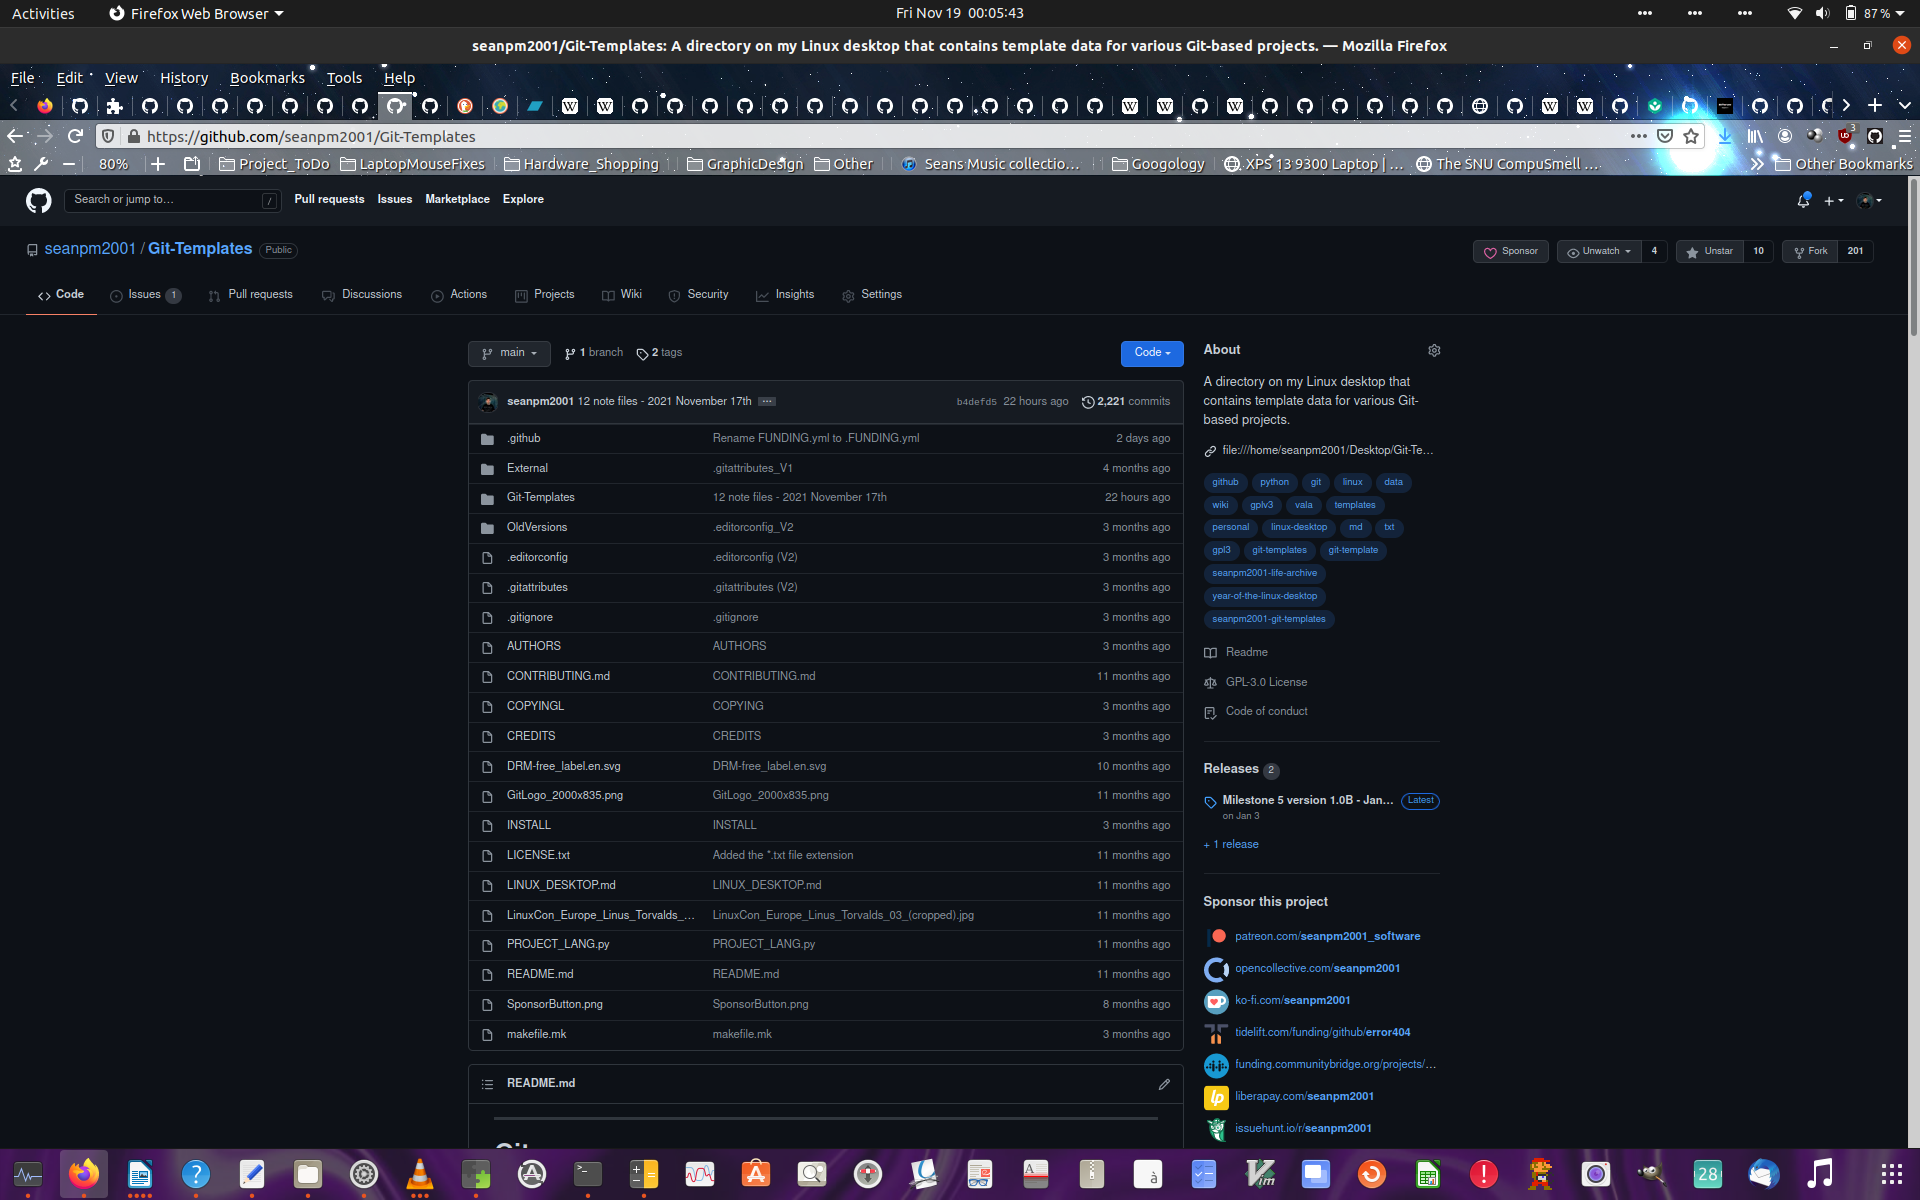 Activities Firefox Web Browser Fri Nov 19 00:05:43 87 %
seanpm2001/Git-Templates: A directory on my Linux desktop that contains template data for various Git-based projects. — Mozilla Firefox
File Edit View History Bookmarks Tools Help
https://github.com/seanpm2001/Git-Templates 3
80% Project_ToDo LaptopMouseFixes Hardware_Shopping GraphicDesign Other Seans Music collectio… Googology XPS 13 9300 Laptop | … The SNU CompuSmell … Other Bookmarks
Search or jump to… / Pull requests Issues Marketplace Explore
seanpm2001 / Git-Templates Public Sponsor Unwatch 4 Unstar 10 Fork 201
Code Issues 1 Pull requests Discussions Actions Projects Wiki Security Insights Settings
main 1 branch 2 tags Code
seanpm2001 12 note files - 2021 November 17th … b4defd5 22 hours ago 2,221 commits
.github Rename FUNDING.yml to .FUNDING.yml 2 days ago
External .gitattributes_V1 4 months ago
Git-Templates 12 note files - 2021 November 17th 22 hours ago
OldVersions .editorconfig_V2 3 months ago
.editorconfig .editorconfig (V2) 3 months ago
.gitattributes .gitattributes (V2) 3 months ago
.gitignore .gitignore 3 months ago
AUTHORS AUTHORS 3 months ago
CONTRIBUTING.md CONTRIBUTING.md 11 months ago
COPYINGL COPYING 3 months ago
CREDITS CREDITS 3 months ago
DRM-free_label.en.svg DRM-free_label.en.svg 10 months ago
GitLogo_2000x835.png GitLogo_2000x835.png 11 months ago
INSTALL INSTALL 3 months ago
LICENSE.txt Added the *.txt file extension 11 months ago
LINUX_DESKTOP.md LINUX_DESKTOP.md 11 months ago
LinuxCon_Europe_Linus_Torvalds_… LinuxCon_Europe_Linus_Torvalds_03_(cropped).jpg 11 months ago
PROJECT_LANG.py PROJECT_LANG.py 11 months ago
README.md README.md 11 months ago
SponsorButton.png SponsorButton.png 8 months ago
makefile.mk makefile.mk 3 months ago
README.md
About
A directory on my Linux desktop that
contains template data for various Git-
based projects.
file:///home/seanpm2001/Desktop/Git-Te…
github python git linux data
wiki gplv3 vala templates
personal linux-desktop md txt
gpl3 git-templates git-template
seanpm2001-life-archive
year-of-the-linux-desktop
seanpm2001-git-templates
Readme
GPL-3.0 License
Code of conduct
Releases 2
Milestone 5 version 1.0B - Jan… Latest
on Jan 3
+ 1 release
Sponsor this project
patreon.com/seanpm2001_software
opencollective.com/seanpm2001
ko-fi.com/seanpm2001
tidelift.com/funding/github/error404
funding.communitybridge.org/projects/…
lp liberapay.com/seanpm2001
issuehunt.io/r/seanpm2001
28